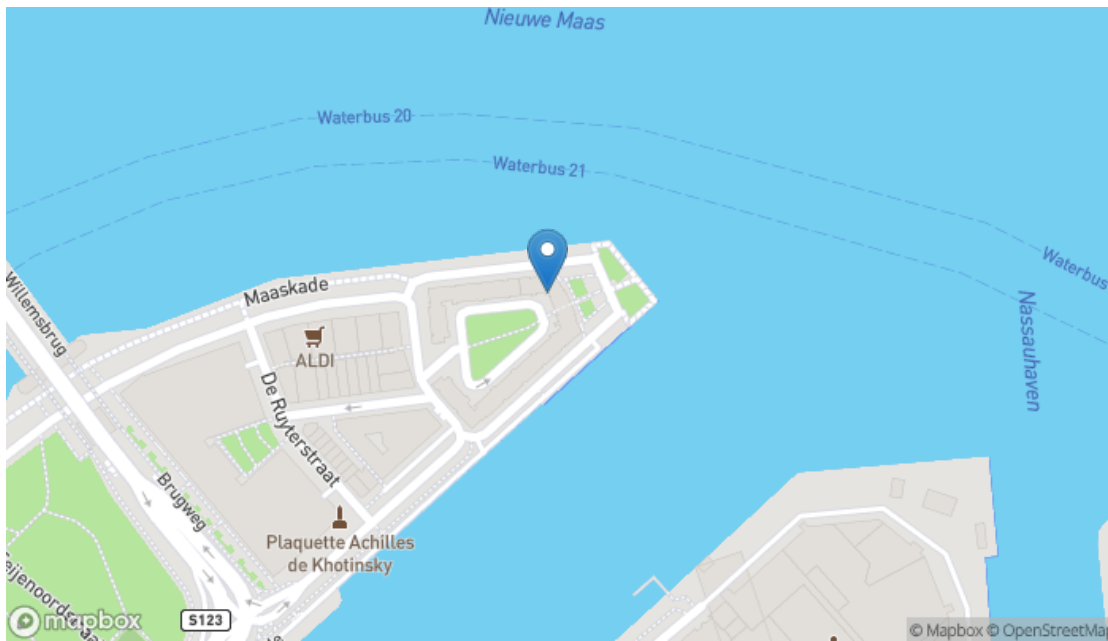 Nieuwe Maas
Waterbus 20
Waterbus 21
Waterbus
Willemsbrug
Maaskade
Nassauhaven
ALDI
De Ruyterstraat
Brugweg
Plaquette Achilles
de Khotinsky
mapbox
S123
© Mapbox © OpenStreetMap